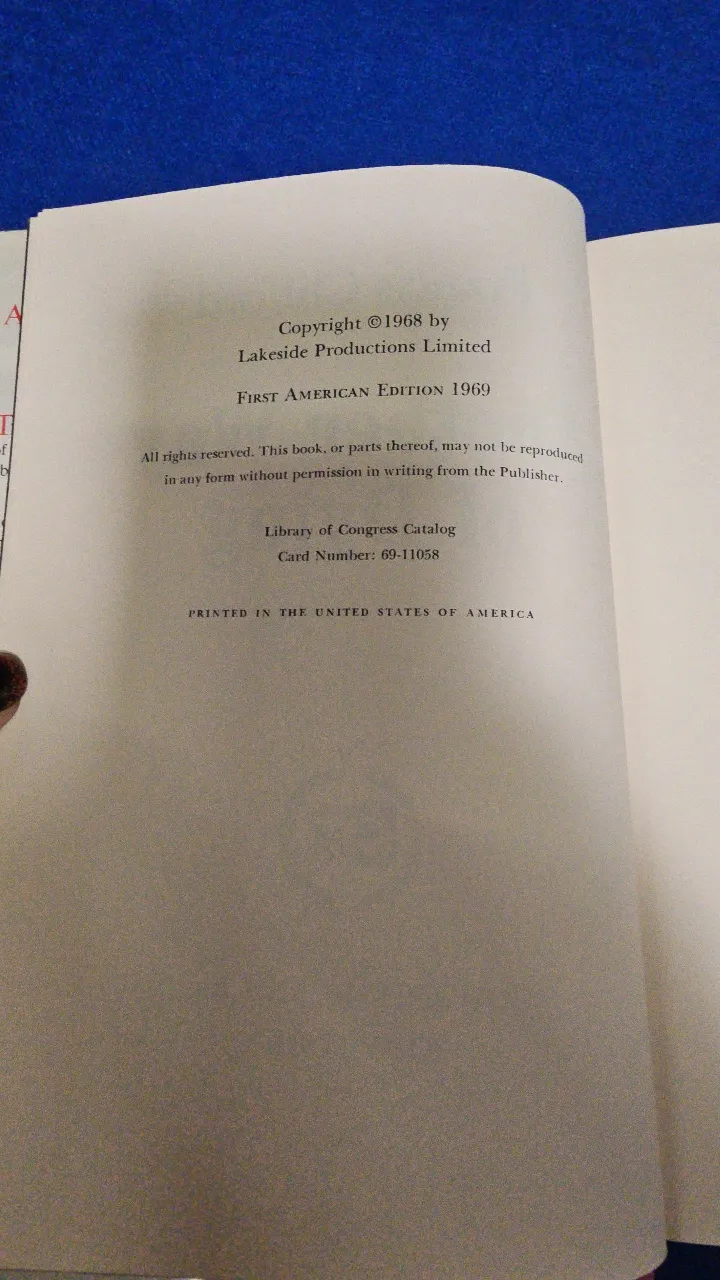 A
T
of
b
Copyright ©1968 by
Lakeside Productions Limited
FIRST AMERICAN EDITION 1969
All rights reserved. This book, or parts thereof, may not be reproduced
in any form without permission in writing from the Publisher.
Library of Congress Catalog
Card Number: 69-11058
PRINTED IN THE UNITED STATES OF AMERICA